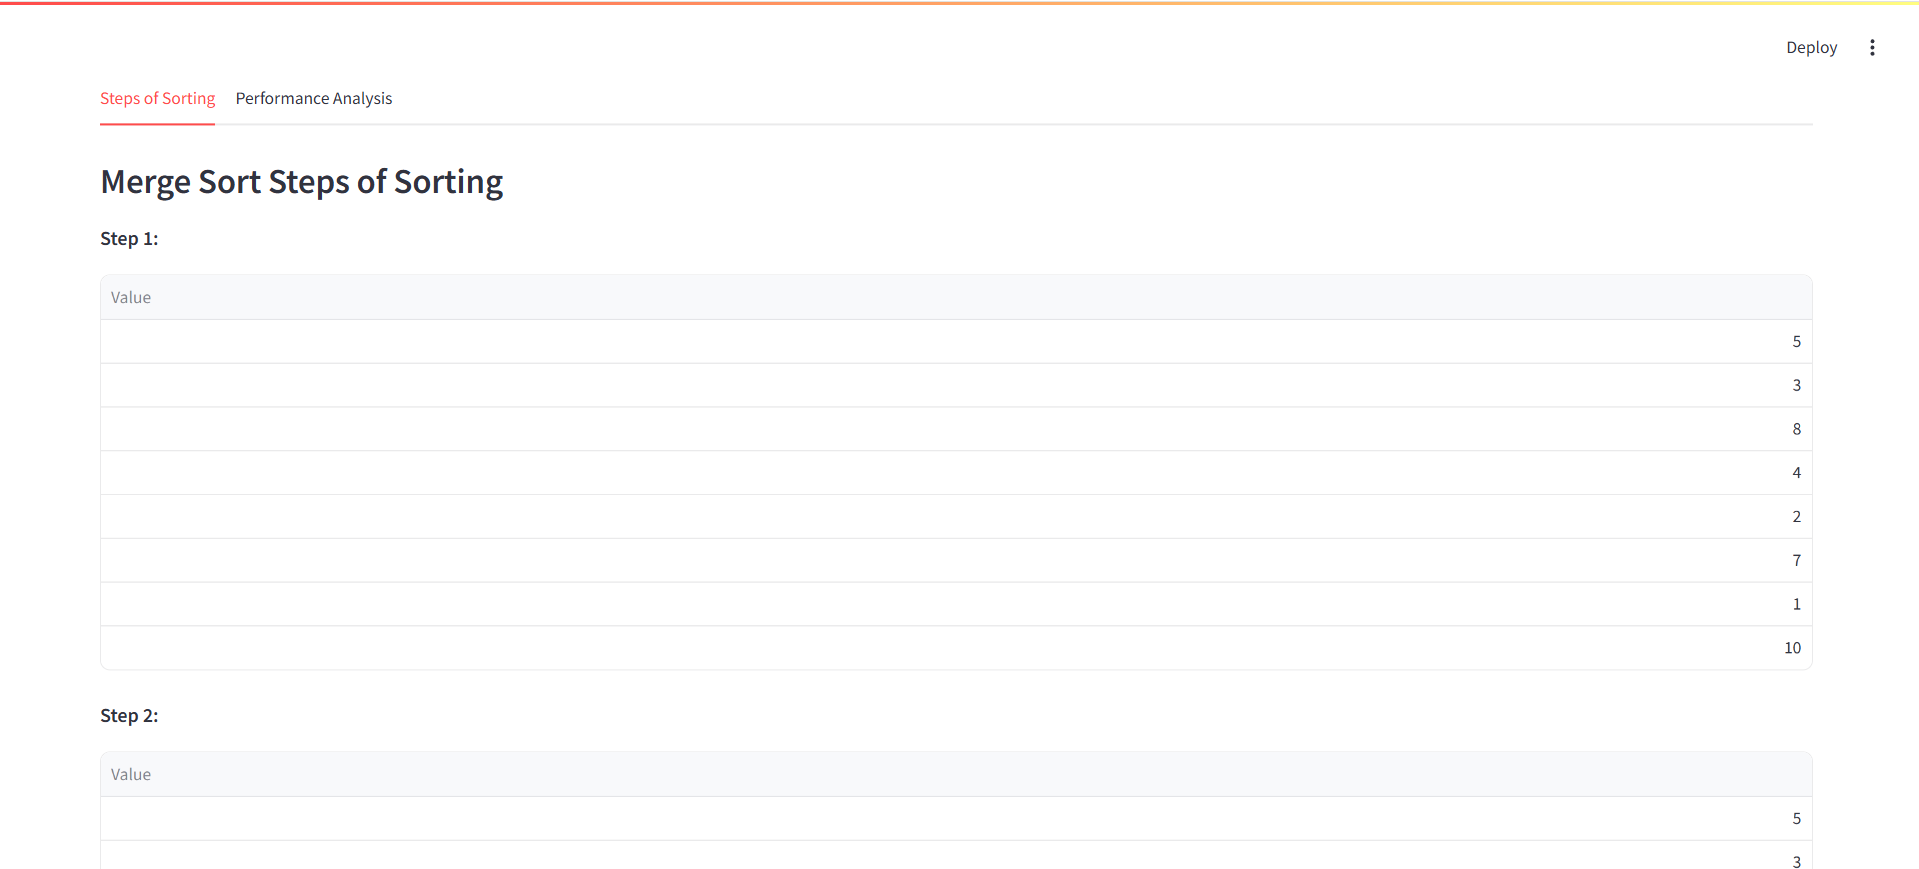 Deploy
Steps of Sorting Performance Analysis
Merge Sort Steps of Sorting
Step 1:
Value
5
3
8
4
2
7
1
10
Step 2:
Value
5
3